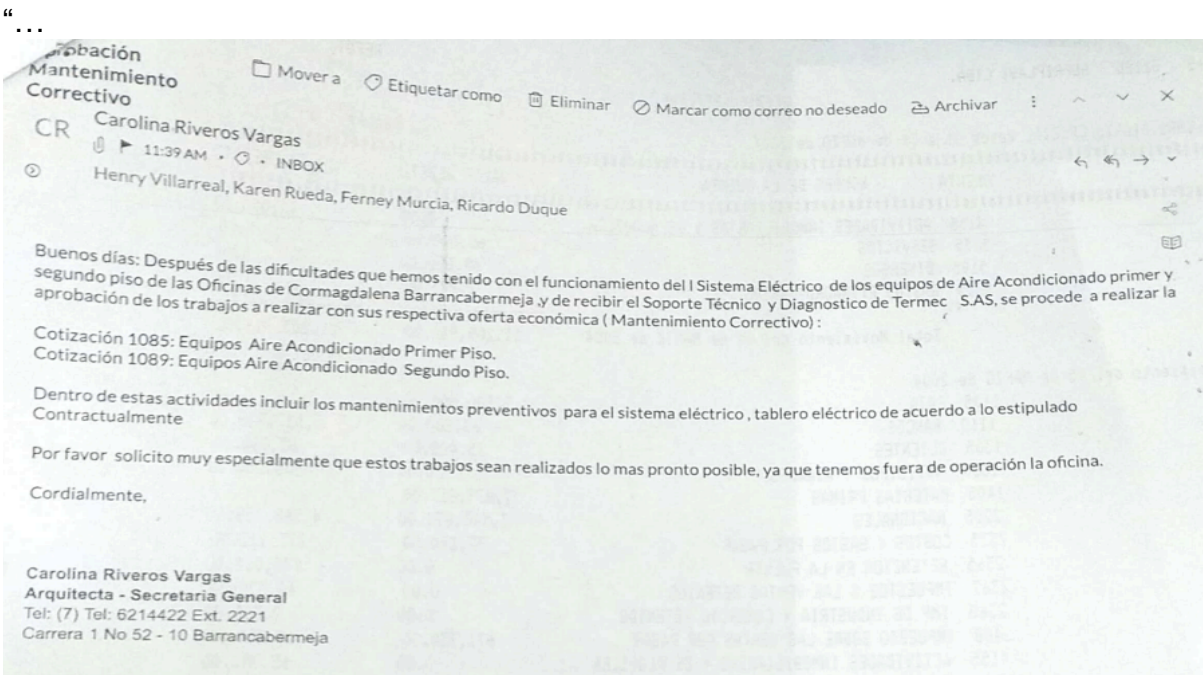 “…
probación
Mantenimiento
Correctivo
Mover a Etiquetar como Eliminar Marcar como correo no deseado Archivar
CR Carolina Riveros Vargas
11:39 AM • • INBOX
Henry Villarreal, Karen Rueda, Ferney Murcia, Ricardo Duque
Buenos días: Después de las dificultades que hemos tenido con el funcionamiento del l Sistema Eléctrico de los equipos de Aire Acondicionado primer y
segundo piso de las Oficinas de Cormagdalena Barrancabermeja ,y de recibir el Soporte Técnico y Diagnostico de Termec S.AS, se procede a realizar la
aprobación de los trabajos a realizar con sus respectiva oferta económica ( Mantenimiento Correctivo) :
Cotización 1085: Equipos Aire Acondicionado Primer Piso.
Cotización 1089: Equipos Aire Acondicionado Segundo Piso.
Dentro de estas actividades incluir los mantenimientos preventivos para el sistema eléctrico , tablero eléctrico de acuerdo a lo estipulado
Contractualmente
Por favor solicito muy especialmente que estos trabajos sean realizados lo mas pronto posible, ya que tenemos fuera de operación la oficina.
Cordialmente,
Carolina Riveros Vargas
Arquitecta - Secretaria General
Tel: (7) Tel: 6214422 Ext. 2221
Carrera 1 No 52 - 10 Barrancabermeja